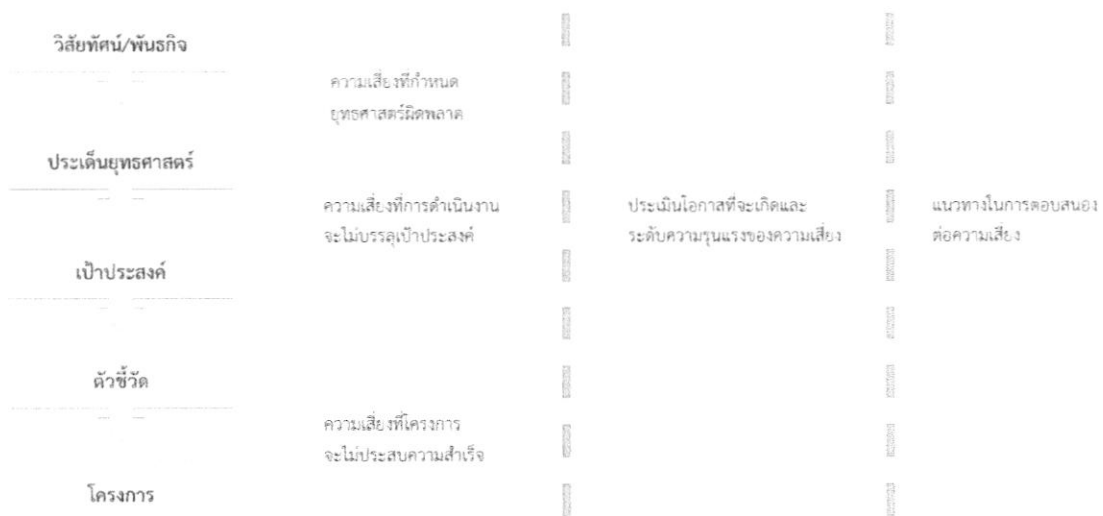 วิสัยทัศน์/พันธกิจ
ความเสี่ยงที่กำหนด
ยุทธศาสตร์ผิดพลาด
ประเด็นยุทธศาสตร์
ความเสี่ยงที่การดำเนินงาน
จะไม่บรรลุเป้าประสงค์
ประเมินโอกาสที่จะเกิดและ
ระดับความรุนแรงของความเสี่ยง
แนวทางในการตอบสนอง
ต่อความเสี่ยง
เป้าประสงค์
ตัวชี้วัด
ความเสี่ยงที่โครงการ
จะไม่ประสบความสำเร็จ
โครงการ